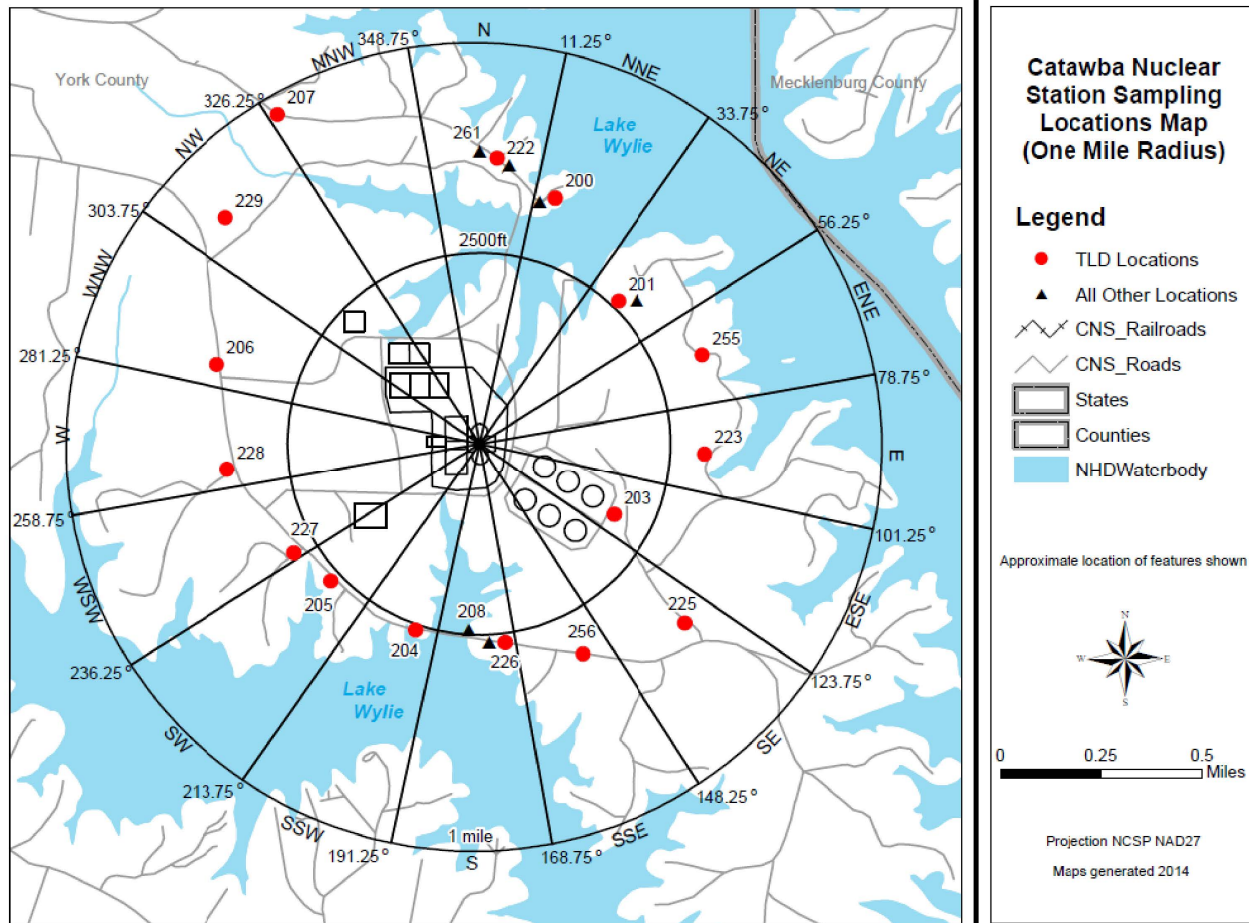 N
NNW
348.75°
11.25°
NNE
York County
Mecklenburg County
326.25°
207
33.75°
Lake
Wylie
261
222
NW
NE
200
303.75°
229
56.25°
2500ft
WNW
201
ENE
255
281.25°
206
78.75°
W
223
E
228
203
258.75°
101.25°
227
WSW
205
208
225
ESE
204
226
256
236.25°
123.75°
Lake
Wylie
SW
SE
213.75°
148.25°
SSW
SSE
191.25°
1 mile
168.75°
S
Catawba Nuclear
Station Sampling
Locations Map
(One Mile Radius)
Legend
TLD Locations
All Other Locations
CNS_Railroads
CNS_Roads
States
Counties
NHDWaterbody
Approximale location of features shown
N
W
E
S
0
0.25
0.5
Miles
Projection NCSP NAD27
Maps generated 2014